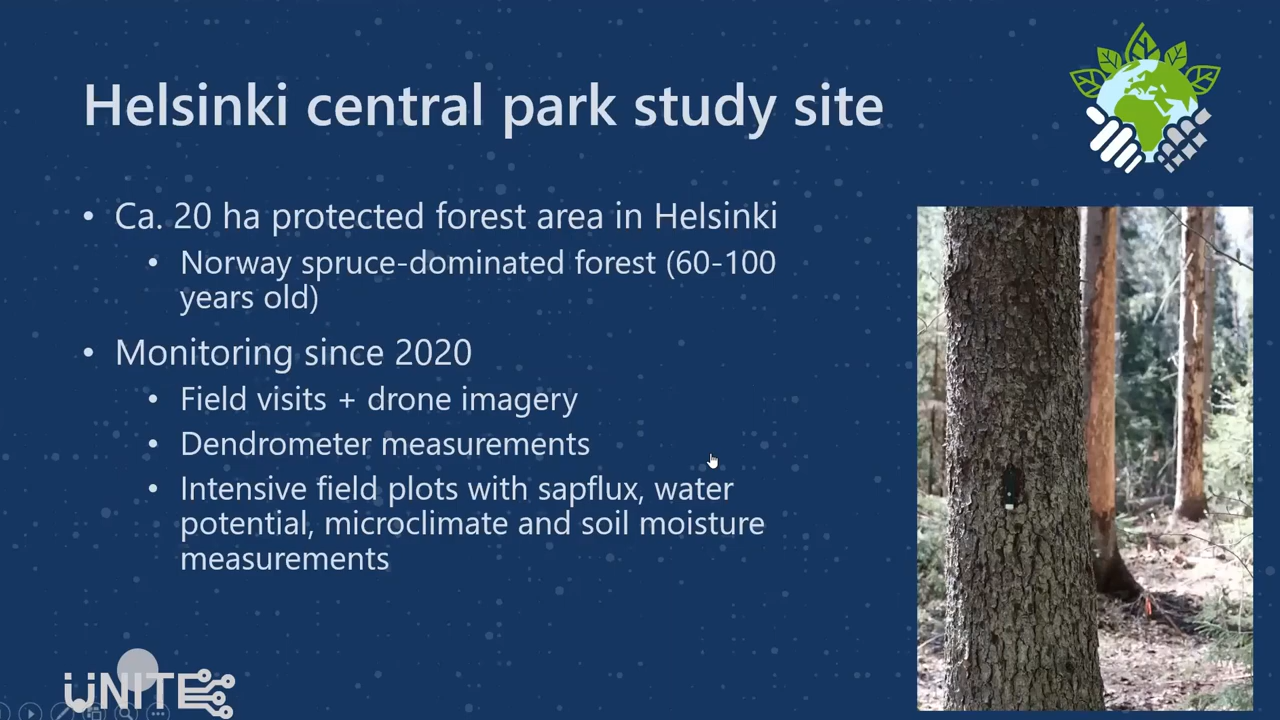 Helsinki central park study site
• Ca. 20 ha protected forest area in Helsinki
• Norway spruce-dominated forest (60-100
years old)
• Monitoring since 2020
• Field visits + drone imagery
• Dendrometer measurements
• Intensive field plots with sapflux, water
potential, microclimate and soil moisture
measurements
UNITE